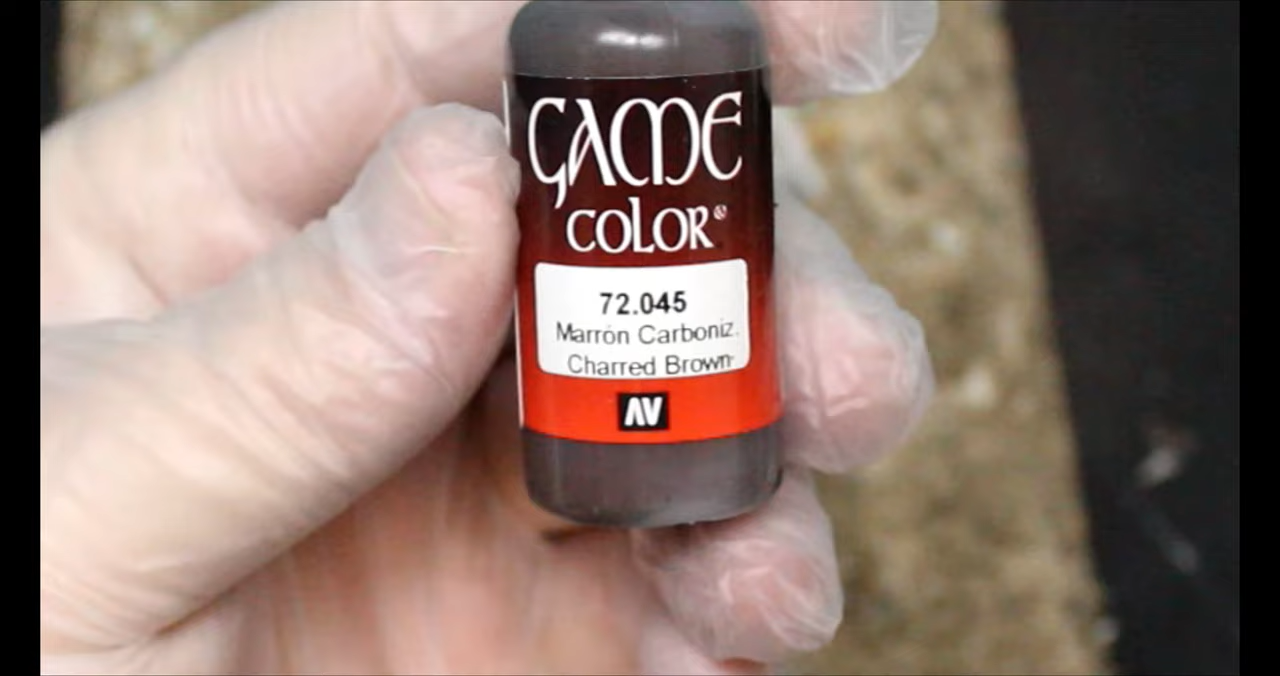 GAME
COLOR®
72.045
Marrón Carboniz.
Charred Brown
AV